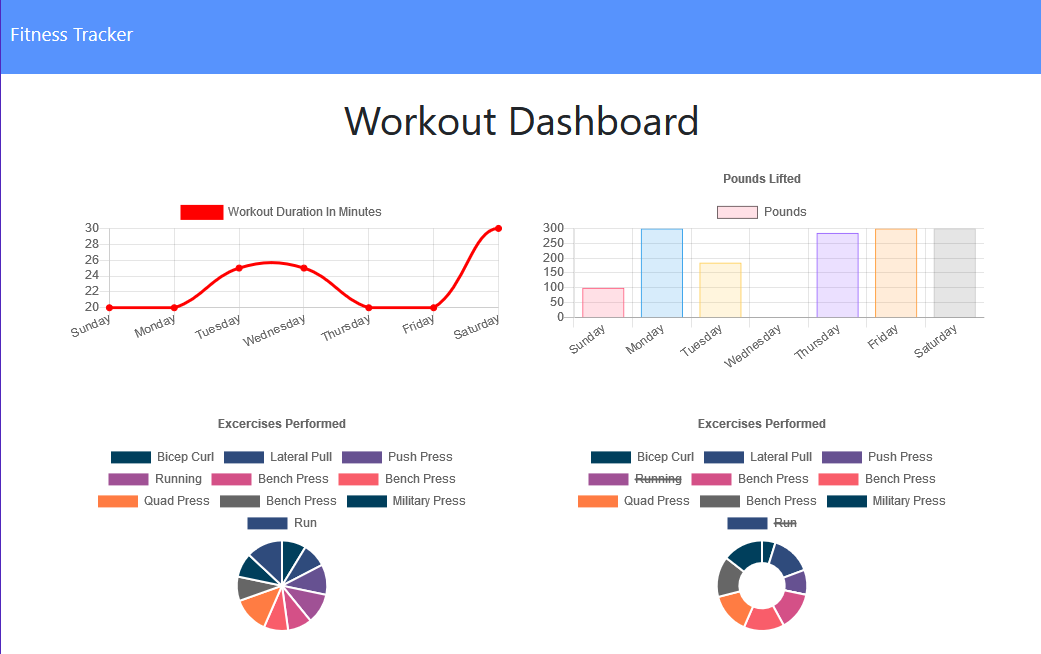 Fitness Tracker
Workout Dashboard
Workout Duration In Minutes
30
28
26
24
22
20
Sunday Monday Tuesday Wednesday Thursday Friday Saturday
Pounds Lifted
Pounds
300
250
200
150
100
50
0
Sunday Monday Tuesday Wednesday Thursday Friday Saturday
Excercises Performed
Bicep Curl Lateral Pull Push Press
Running Bench Press Bench Press
Quad Press Bench Press Military Press
Run
Excercises Performed
Bicep Curl Lateral Pull Push Press
Running Bench Press Bench Press
Quad Press Bench Press Military Press
Run